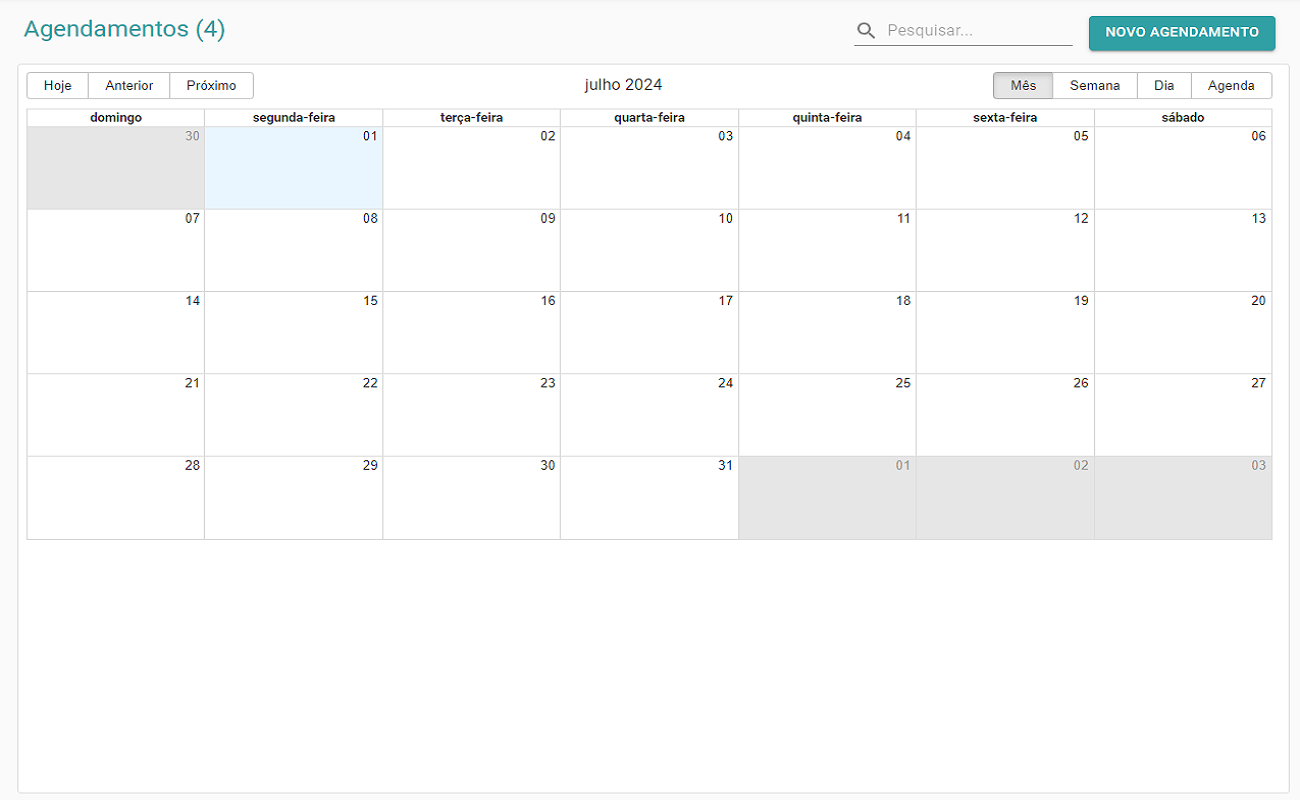 Agendamentos (4)
Pesquisar...
NOVO AGENDAMENTO
Hoje Anterior Próximo
julho 2024
Mês Semana Dia Agenda
domingo segunda-feira terça-feira quarta-feira quinta-feira sexta-feira sábado
30 01 02 03 04 05 06
07 08 09 10 11 12 13
14 15 16 17 18 19 20
21 22 23 24 25 26 27
28 29 30 31 01 02 03